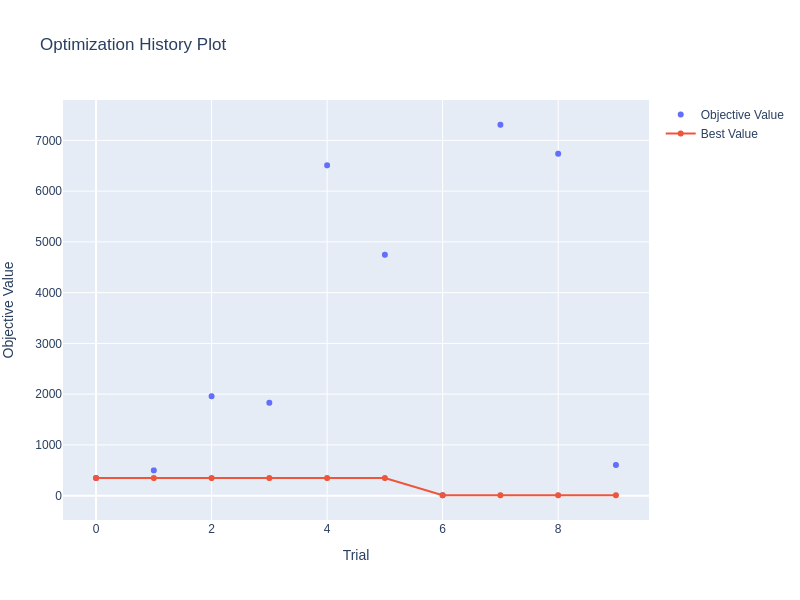 Optimization History Plot
Objective Value
Best Value
7000
6000
5000
4000
3000
2000
1000
0
0 2 4 6 8
Trial
Objective Value